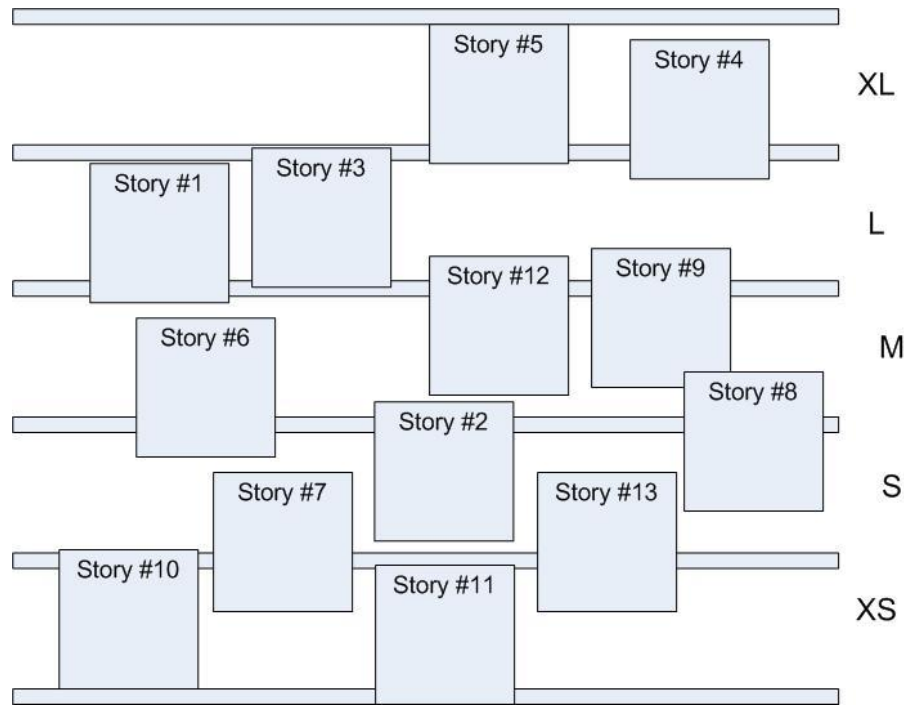 Story #5
Story #4
XL
Story #3
Story #1
L
Story #9
Story #12
Story #6
M
Story #8
Story #2
S
Story #7
Story #13
Story #10
Story #11
XS